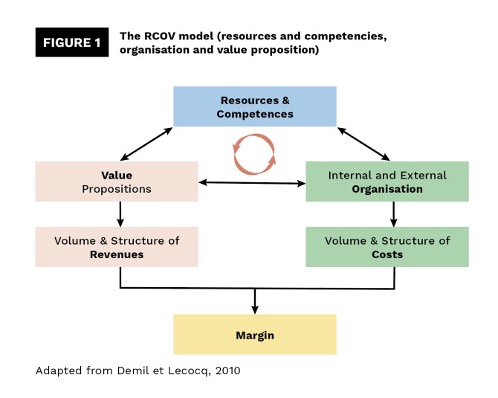 FIGURE 1
The RCOV model (resources and competencies,
organisation and value proposition)
Resources &
Competences
Value
Propositions
Internal and External
Organisation
Volume & Structure of
Revenues
Volume & Structure of
Costs
Margin
Adapted from Demil et Lecocq, 2010